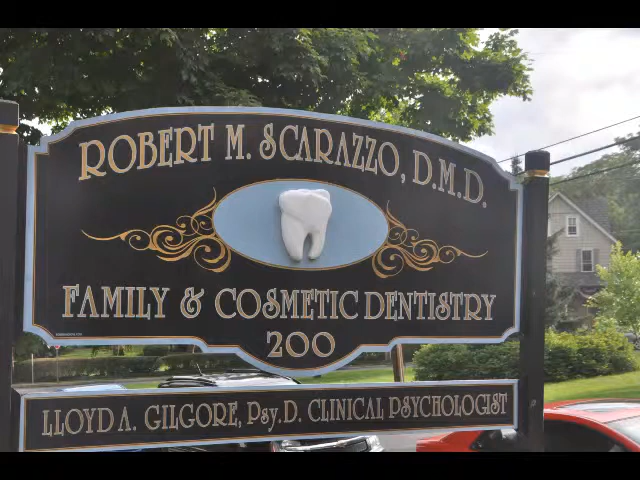 ROBERT M. SCARAZZO, D.M.D.
FAMILY & COSMETIC DENTISTRY
200
LLOYD A. GILGORE, Psy.D. CLINICAL PSYCHOLOGIST